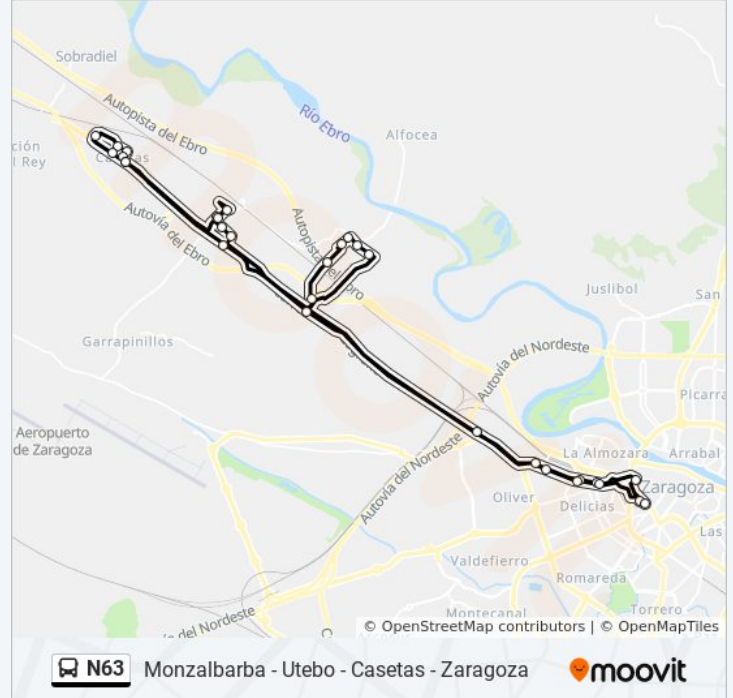 Sobradiel
Autopista del Ebro
Río Ebro
Alfocea
ción
l Rey
Autovía del Ebro
Autopista del Ebro
Juslibol
San
Garrapinillos
Autovía del Nordeste
Picarra
Aeropuerto
de Zaragoza
Autovía del Nordeste
La Almozara
Arrabal
Zaragoza
Oliver
Delicias
Las
Valdefierro
Romareda
Montecanal
Torrero
del Nordeste
© OpenStreetMap contributors | © OpenMapTiles
N63
Monzalbarba - Utebo - Casetas - Zaragoza
moovit